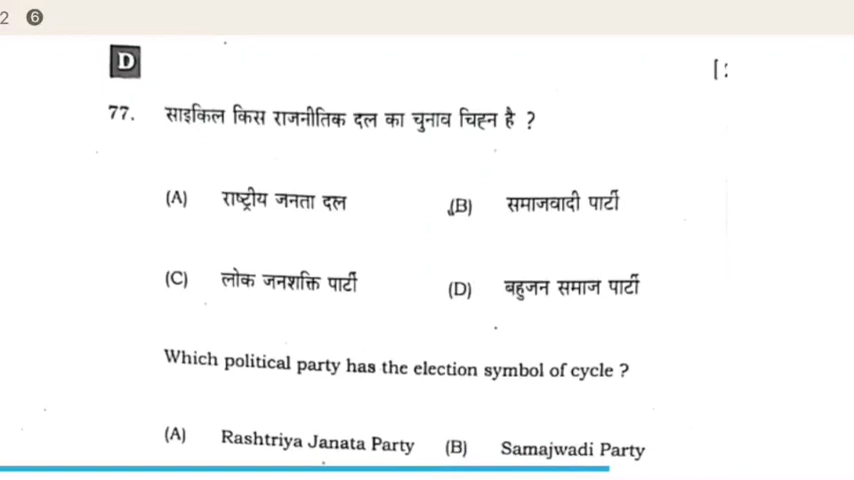 2 6
D
[:
77. साइकिल किस राजनीतिक दल का चुनाव चिह्न है ?
(A) राष्ट्रीय जनता दल (B) समाजवादी पार्टी
(C) लोक जनशक्ति पार्टी (D) बहुजन समाज पार्टी
Which political party has the election symbol of cycle ?
(A) Rashtriya Janata Party (B) Samajwadi Party